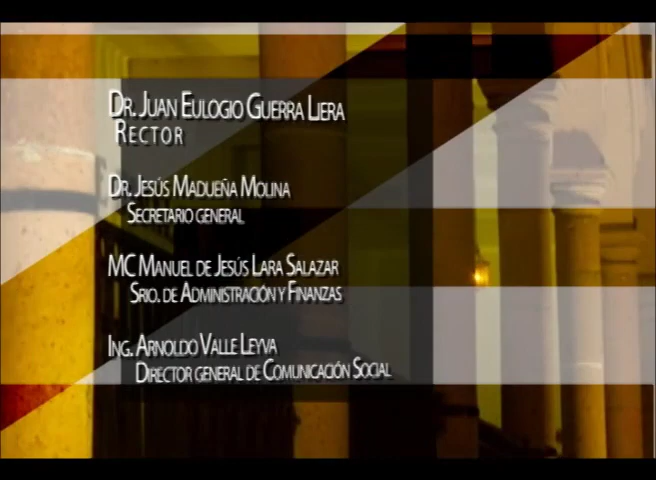 Dr. Juan Eulogio Guerra Liera
Rector
Dr. Jesús Madueña Molina
Secretario general
MC Manuel de Jesús Lara Salazar
Srio. de Administración y Finanzas
Ing. Arnoldo Valle Leyva
Director general de Comunicación Social